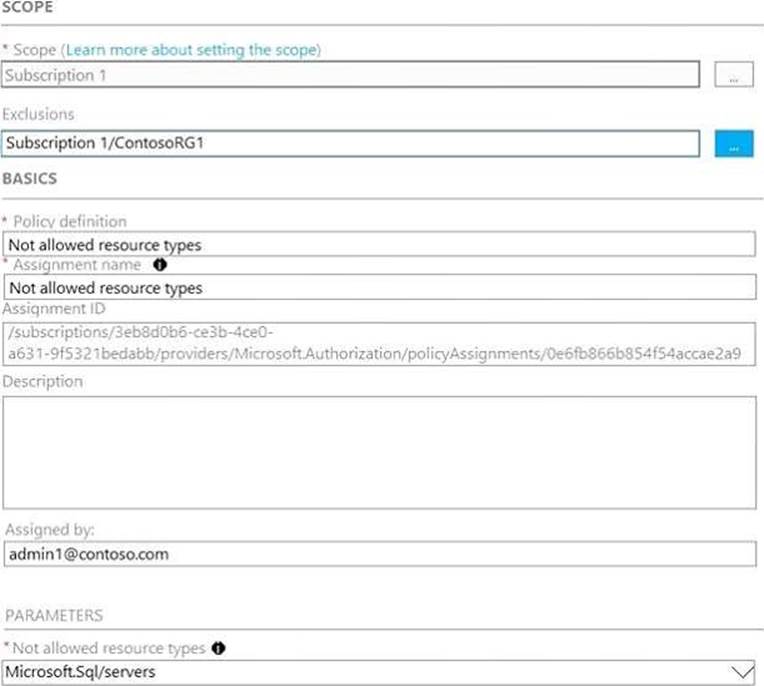 SCOPE
* Scope (Learn more about setting the scope)
Subscription 1
...
Exclusions
Subscription 1/ContosoRG1
...
BASICS
* Policy definition
Not allowed resource types
* Assignment name
Not allowed resource types
Assignment ID
/subscriptions/3eb8d0b6-ce3b-4ce0-
a631-9f5321bedabb/providers/Microsoft.Authorization/policyAssignments/0e6fb866b854f54accae2a9
Description
Assigned by:
admin1@contoso.com
PARAMETERS
* Not allowed resource types
Microsoft.Sql/servers